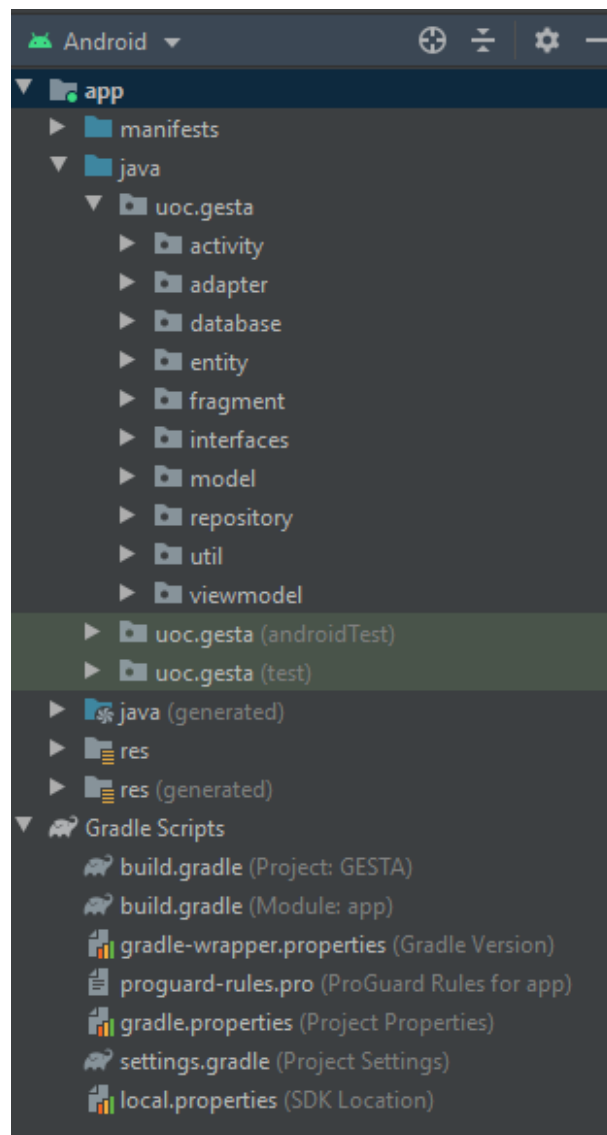 Android
app
manifests
java
uoc.gesta
activity
adapter
database
entity
fragment
interfaces
model
repository
util
viewmodel
uoc.gesta (androidTest)
uoc.gesta (test)
java (generated)
res
res (generated)
Gradle Scripts
build.gradle (Project: GESTA)
build.gradle (Module: app)
gradle-wrapper.properties (Gradle Version)
proguard-rules.pro (ProGuard Rules for app)
gradle.properties (Project Properties)
settings.gradle (Project Settings)
local.properties (SDK Location)